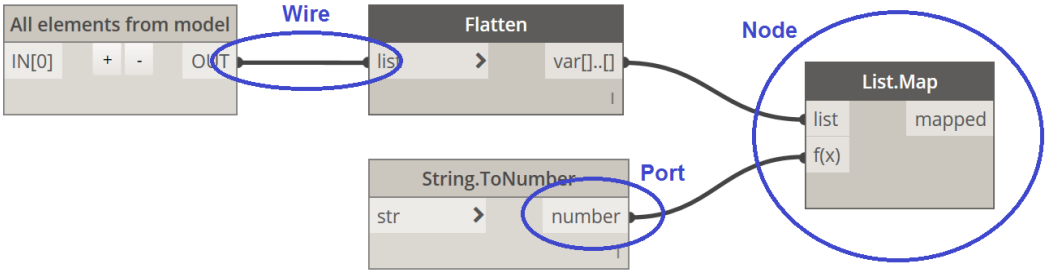 All elements from model
IN[0] + - OUT
Wire
Flatten
list > var[]..[]
l
Node
List.Map
list mapped
f(x)
String.ToNumber
str > number
l
Port